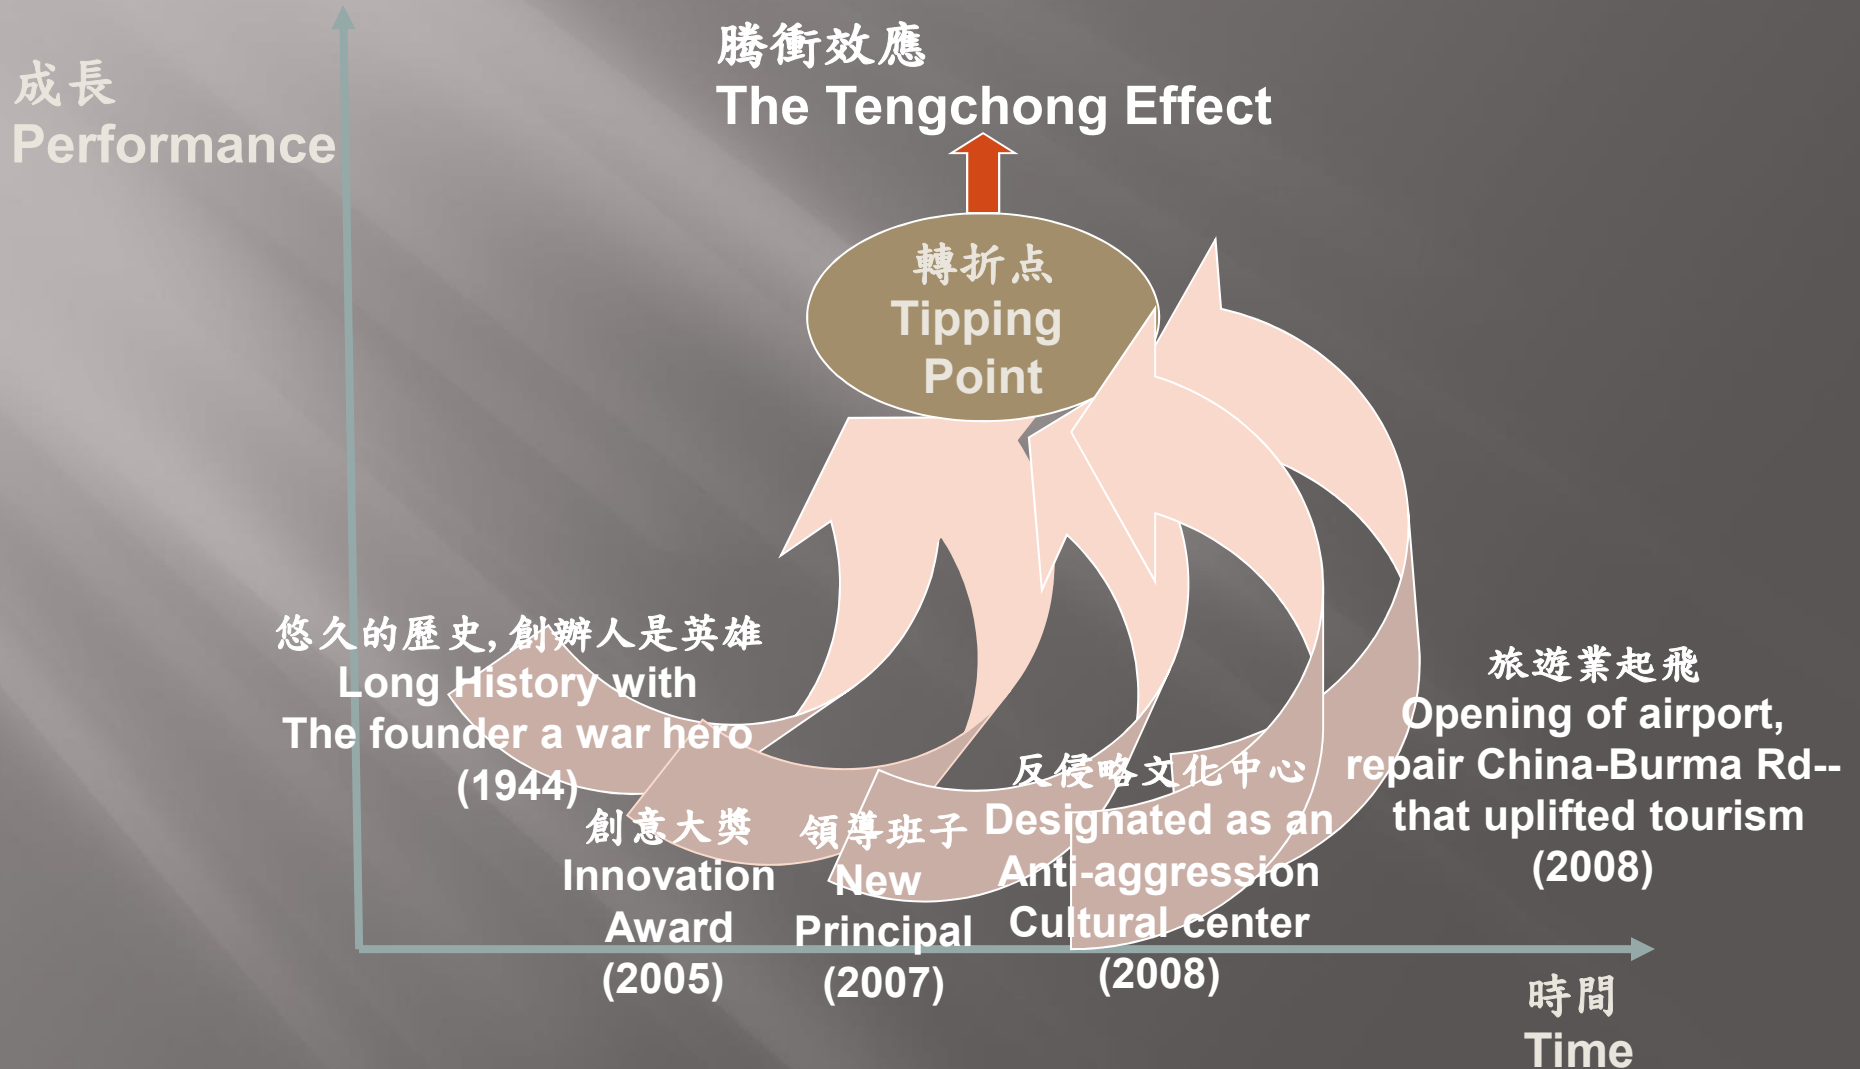 騰衝效應
The Tengchong Effect
成長
Performance
轉折点
Tipping
Point
悠久的歷史, 創辦人是英雄
Long History with
The founder a war hero
(1944)
創意大獎
Innovation
Award
(2005)
領導班子
New
Principal
(2007)
反侵略文化中心
Designated as an
Anti-aggression
Cultural center
(2008)
旅遊業起飛
Opening of airport,
repair China-Burma Rd--
that uplifted tourism
(2008)
時間
Time